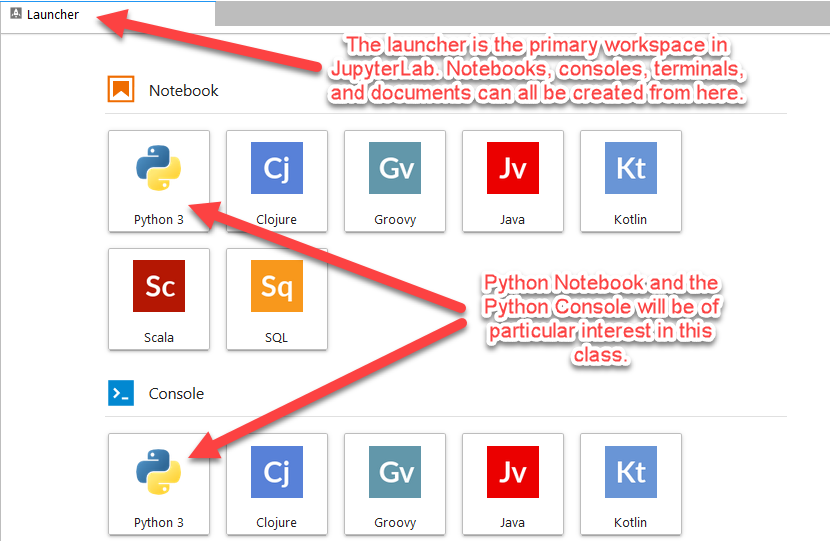 Launcher
The launcher is the primary workspace in
JupyterLab. Notebooks, consoles, terminals,
and documents can all be created from here.
Notebook
Cj
Gv
Jv
Kt
Python 3
Clojure
Groovy
Java
Kotlin
Sc
Sq
Scala
SQL
Python Notebook and the
Python Console will be of
particular interest in this
class.
Console
Cj
Gv
Jv
Kt
Python 3
Clojure
Groovy
Java
Kotlin